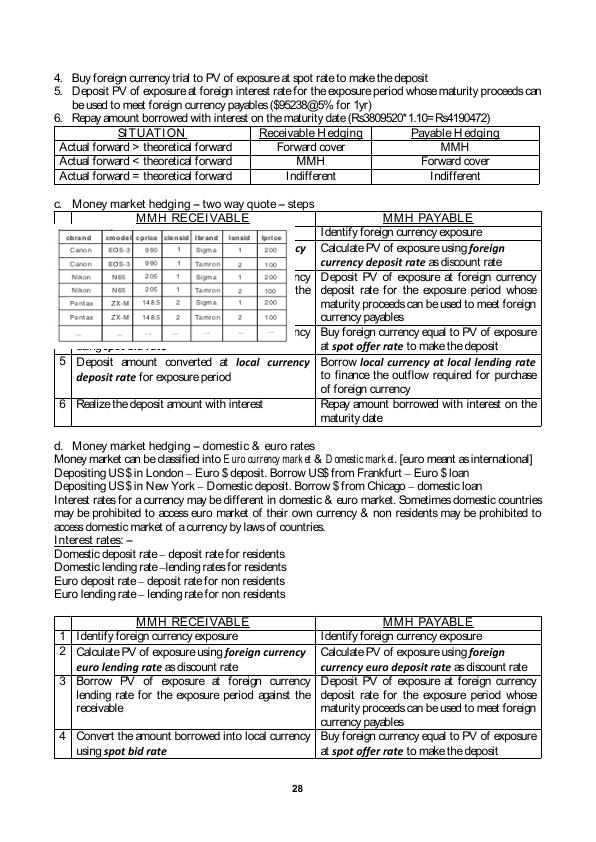 4. Buy foreign currency trial to PV of exposure at spot rate to make the deposit
5. Deposit PV of exposure at foreign interest rate for the exposure period whose maturity proceeds can
be used to meet foreign currency payables ($95238@5% for 1yr)
6. Repay amount borrowed with interest on the maturity date (Rs3809520*1.10= Rs4190472)
SITUATION Receivable Hedging Payable Hedging
Actual forward > theoretical forward Forward cover MMH
Actual forward < theoretical forward MMH Forward cover
Actual forward = theoretical forward Indifferent Indifferent
c. Money market hedging – two way quote – steps
MMH RECEIVABLE MMH PAYABLE
Identify foreign currency exposure
cy Calculate PV of exposure using foreign
currency deposit rate as discount rate
ncy Deposit PV of exposure at foreign currency
the deposit rate for the exposure period whose
maturity proceeds can be used to meet foreign
currency payables
ncy Buy foreign currency equal to PV of exposure
at spot offer rate to make the deposit
cbrand cmodel cprice clensid lbrand lensid lprice
Canon EOS-3 990 1 Sigma 1 200
Canon EOS-3 990 1 Tamron 2 100
Nikon N65 205 1 Sigma 1 200
Nikon N65 205 1 Tamron 2 100
Pentax ZX-M 148.5 2 Sigma 1 200
Pentax ZX-M 148.5 2 Tamron 2 100
... ... ... ... ... ... ...
5 Deposit amount converted at local currency Borrow local currency at local lending rate
deposit rate for exposure period to finance the outflow required for purchase
of foreign currency
6 Realize the deposit amount with interest Repay amount borrowed with interest on the
maturity date
d. Money market hedging – domestic & euro rates
Money market can be classified into Euro currency market & Domestic market. [euro meant as international]
Depositing US$ in London – Euro $ deposit. Borrow US$ from Frankfurt – Euro $ loan
Depositing US$ in New York – Domestic deposit. Borrow $ from Chicago – domestic loan
Interest rates for a currency may be different in domestic & euro market. Sometimes domestic countries
may be prohibited to access euro market of their own currency & non residents may be prohibited to
access domestic market of a currency by laws of countries.
Interest rates: –
Domestic deposit rate – deposit rate for residents
Domestic lending rate –lending rates for residents
Euro deposit rate – deposit rate for non residents
Euro lending rate – lending rate for non residents
MMH RECEIVABLE MMH PAYABLE
1 Identify foreign currency exposure Identify foreign currency exposure
2 Calculate PV of exposure using foreign currency Calculate PV of exposure using foreign
euro lending rate as discount rate currency euro deposit rate as discount rate
3 Borrow PV of exposure at foreign currency Deposit PV of exposure at foreign currency
lending rate for the exposure period against the deposit rate for the exposure period whose
receivable maturity proceeds can be used to meet foreign
currency payables
4 Convert the amount borrowed into local currency Buy foreign currency equal to PV of exposure
using spot bid rate at spot offer rate to make the deposit
28